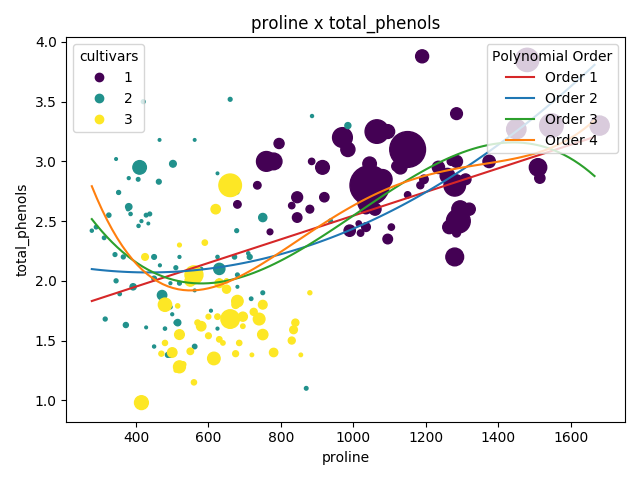 proline x total_phenols
cultivars
1
2
3
Polynomial Order
Order 1
Order 2
Order 3
Order 4
total_phenols
4.0
3.5
3.0
2.5
2.0
1.5
1.0
400 600 800 1000 1200 1400 1600
proline